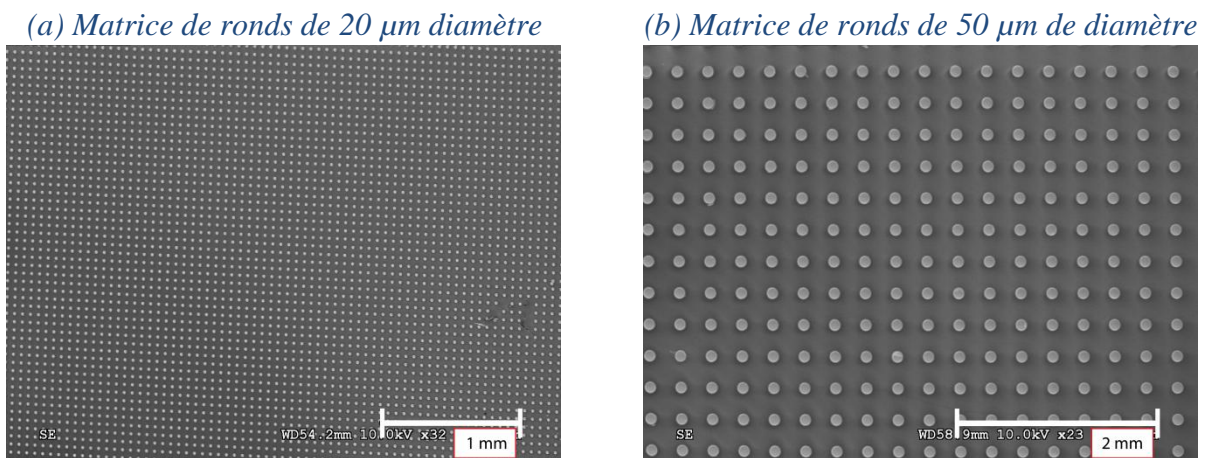 (a) Matrice de ronds de 20 µm diamètre
(b) Matrice de ronds de 50 µm de diamètre
SE
WD54.2mm 10.0kV x32
1 mm
SE
WD58.9mm 10.0kV x23
2 mm